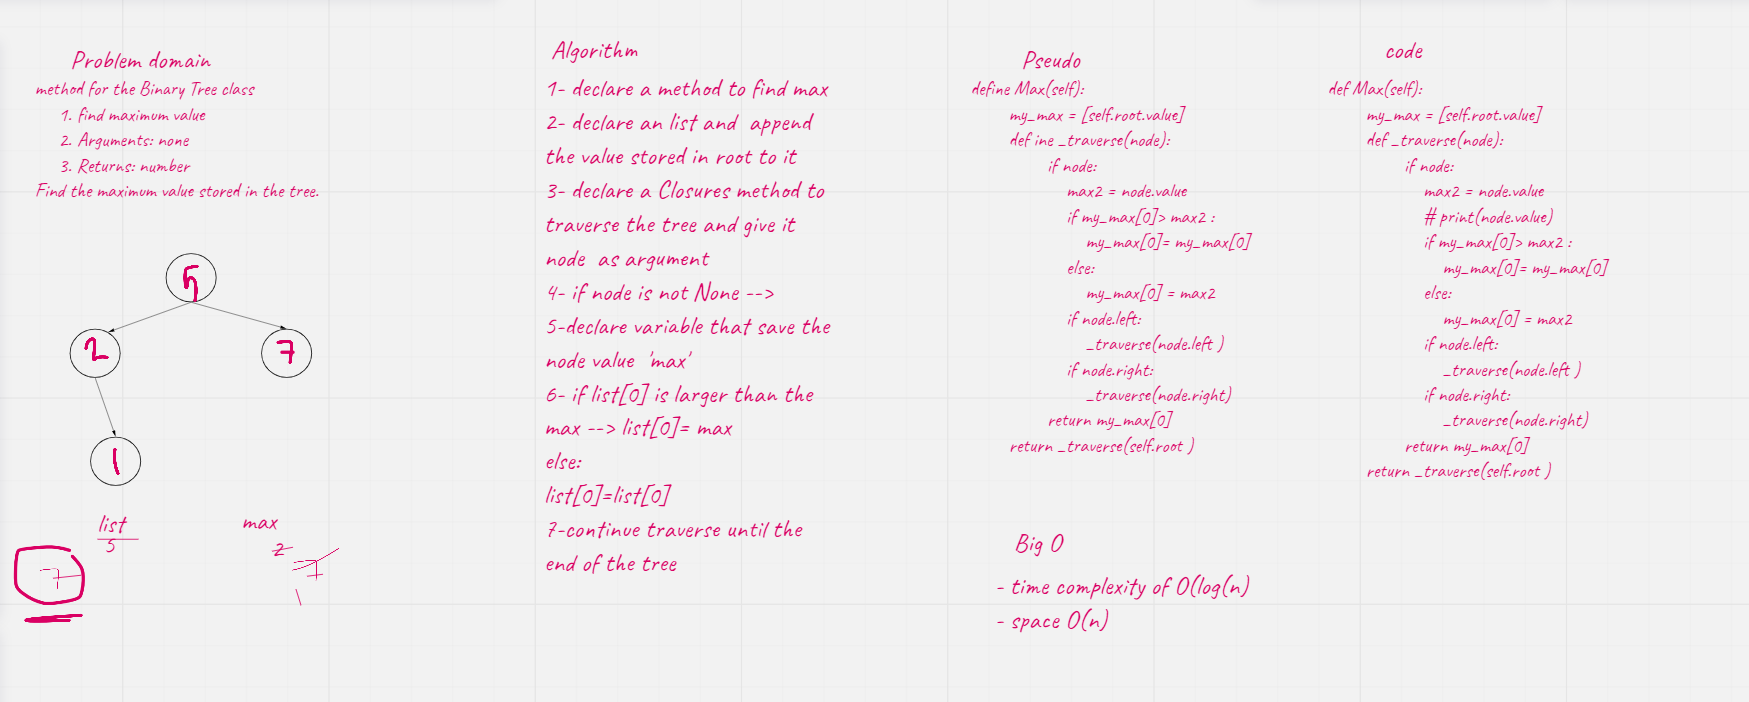 Problem domain
method for the Binary Tree class
1. find maximum value
2. Arguments: none
3. Returns: number
Find the maximum value stored in the tree.
5
2
7
1
list
5
7
max
2
7
1
Algorithm
1- declare a method to find max
2- declare an list and append
the value stored in root to it
3- declare a Closures method to
traverse the tree and give it
node as argument
4- if node is not None -->
5-declare variable that save the
node value 'max'
6- if list[0] is larger than the
max --> list[0]= max
else:
list[0]=list[0]
7-continue traverse until the
end of the tree
Pseudo
define Max(self):
my_max = [self.root.value]
def ine _traverse(node):
if node:
max2 = node.value
if my_max[0]> max2 :
my_max[0]= my_max[0]
else:
my_max[0] = max2
if node.left:
_traverse(node.left )
if node.right:
_traverse(node.right)
return my_max[0]
return _traverse(self.root )
Big O
- time complexity of O(log(n)
- space O(n)
code
def Max(self):
my_max = [self.root.value]
def _traverse(node):
if node:
max2 = node.value
# print(node.value)
if my_max[0]> max2 :
my_max[0]= my_max[0]
else:
my_max[0] = max2
if node.left:
_traverse(node.left )
if node.right:
_traverse(node.right)
return my_max[0]
return _traverse(self.root )